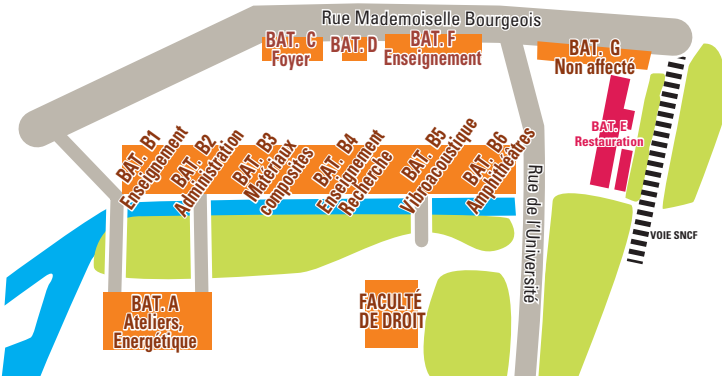 Rue Mademoiselle Bourgeois
BAT. C
Foyer
BAT. D
BAT. F
Enseignement
BAT. G
Non affecté
BAT. E
Restauration
BAT. B1
Enseignement
BAT. B2
Administration
BAT. B3
Matériaux
composites
BAT. B4
Enseignement
Recherche
BAT. B5
Vibroacoustique
BAT. B6
Amphithéâtres
Rue de l'Université
VOIE SNCF
BAT. A
Ateliers,
Energétique
FACULTÉ
DE DROIT